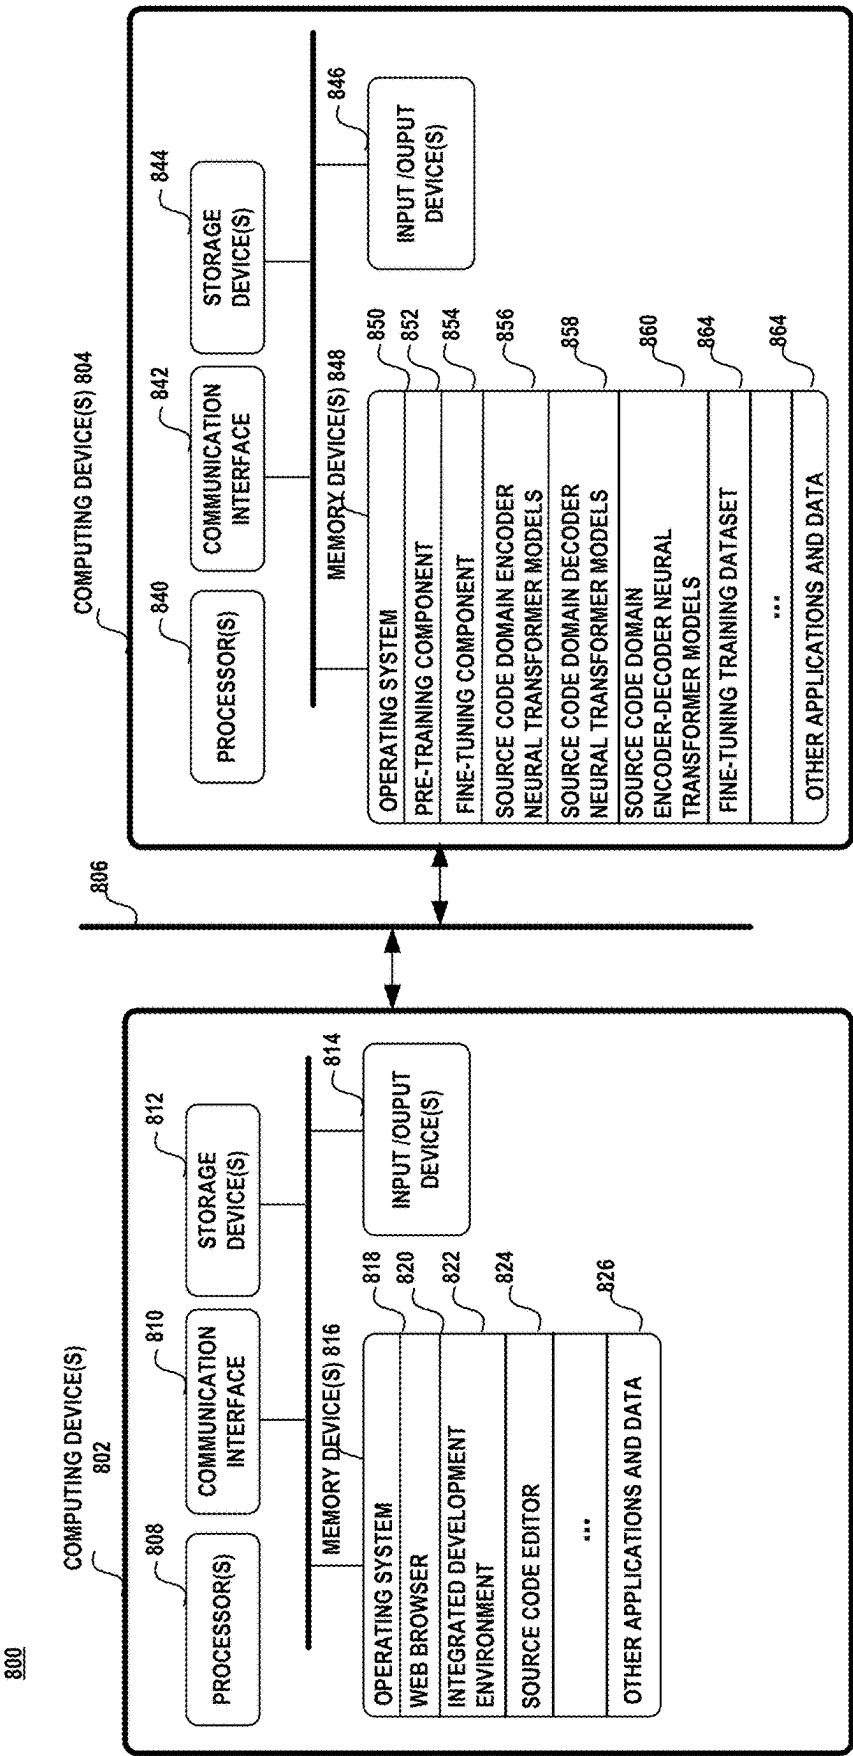 800
COMPUTING DEVICE(S)
802
808
PROCESSOR(S)
810
COMMUNICATION
INTERFACE
812
STORAGE
DEVICE(S)
MEMORY DEVICE(S) 816
814
INPUT /OUPUT
DEVICE(S)
OPERATING SYSTEM
818
WEB BROWSER
820
INTEGRATED DEVELOPMENT
ENVIRONMENT
822
SOURCE CODE EDITOR
824
...
OTHER APPLICATIONS AND DATA
826
806
COMPUTING DEVICE(S) 804
840
PROCESSOR(S)
842
COMMUNICATION
INTERFACE
844
STORAGE
DEVICE(S)
MEMORY DEVICE(S) 848
846
INPUT /OUPUT
DEVICE(S)
OPERATING SYSTEM
850
PRE-TRAINING COMPONENT
852
FINE-TUNING COMPONENT
854
SOURCE CODE DOMAIN ENCODER
NEURAL TRANSFORMER MODELS
856
SOURCE CODE DOMAIN DECODER
NEURAL TRANSFORMER MODELS
858
SOURCE CODE DOMAIN
ENCODER-DECODER NEURAL
TRANSFORMER MODELS
860
FINE-TUNING TRAINING DATASET
864
...
OTHER APPLICATIONS AND DATA
864